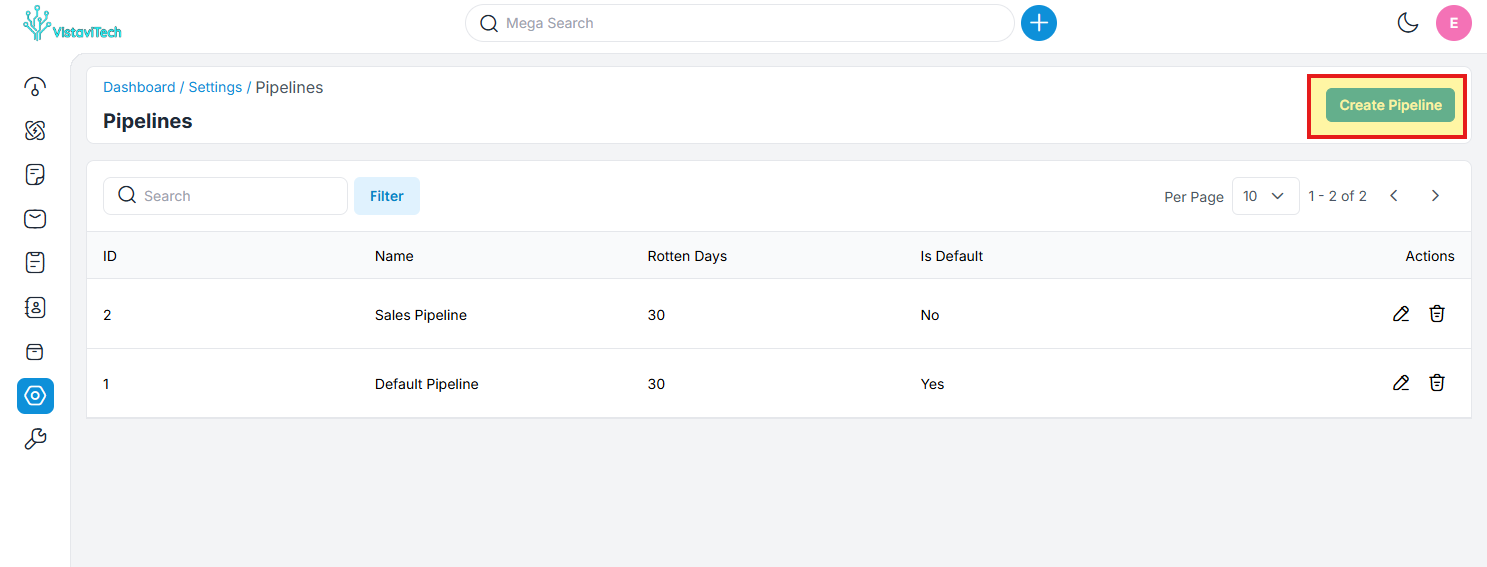 VistaviTech
Mega Search
E
Dashboard / Settings / Pipelines
Pipelines
Create Pipeline
Search
Filter
Per Page
10
1 - 2 of 2
ID Name Rotten Days Is Default Actions
2 Sales Pipeline 30 No
1 Default Pipeline 30 Yes